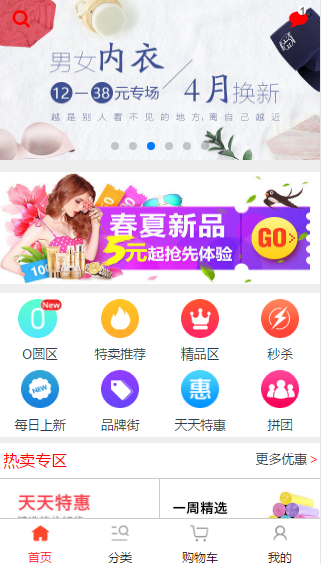 1
男女内衣
12—38元专场
4月换新
越是别人看不见的地方,离自己越近
春夏新品
5元起抢先体验
GO
100
New
0圆区
特卖推荐
精品区
秒杀
NEW
惠
每日上新
品牌街
天天特惠
拼团
热卖专区
更多优惠 >
天天特惠
一周精选
首页
分类
购物车
我的